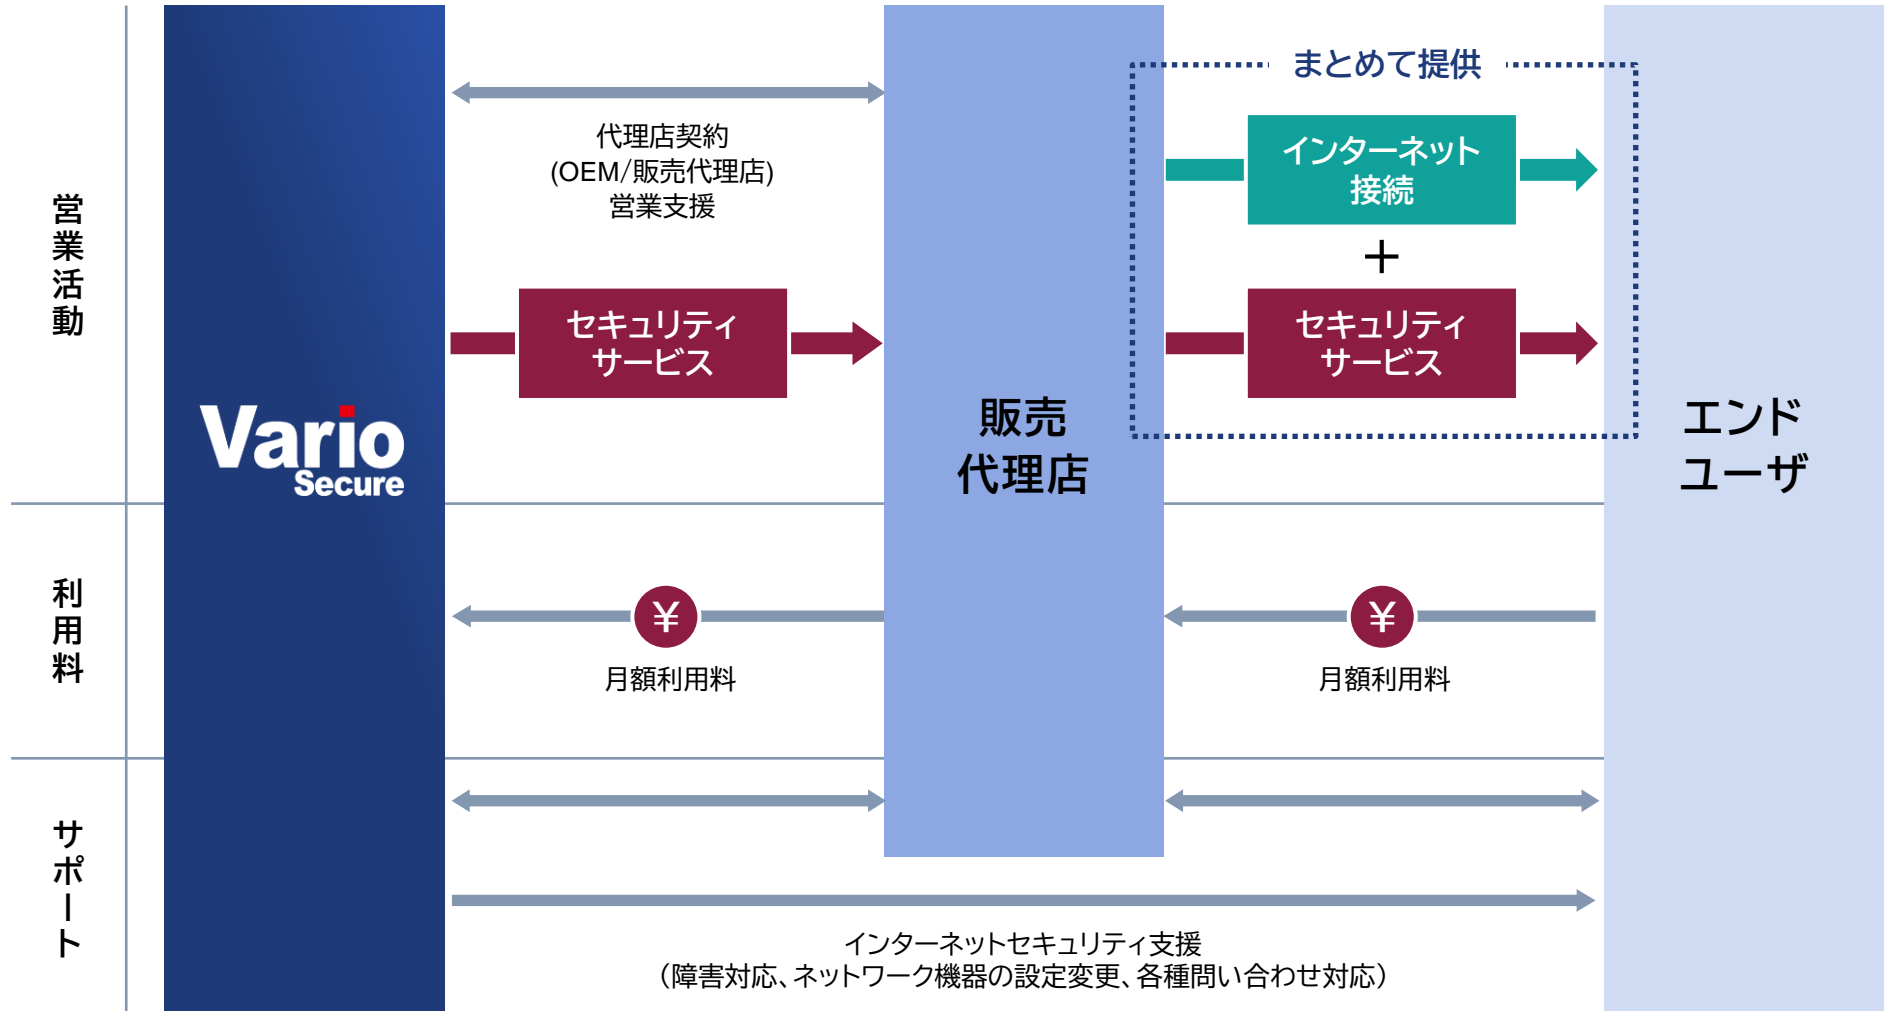 営業活動
Vario
Secure
代理店契約
(OEM/販売代理店)
営業支援
セキュリティ
サービス
販売
代理店
まとめて提供
インターネット
接続
＋
セキュリティ
サービス
エンド
ユーザ
利用料
¥
月額利用料
¥
月額利用料
サポート
インターネットセキュリティ支援
（障害対応、ネットワーク機器の設定変更、各種問い合わせ対応）